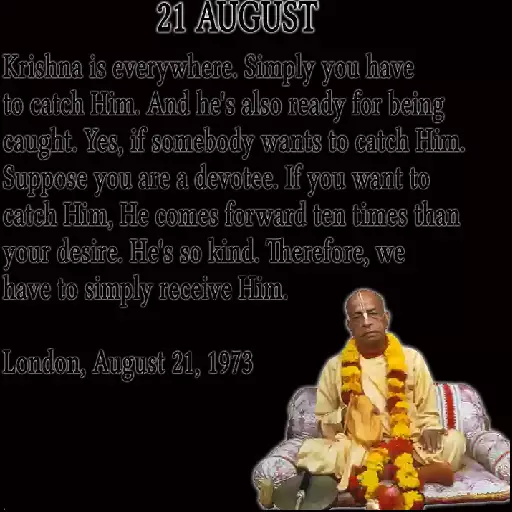 21 AUGUST
Krishna is everywhere. Simply you have
to catch Him. And he's also ready for being
caught. Yes, if somebody wants to catch Him.
Suppose you are a devotee. If you want to
catch Him, He comes forward ten times than
your desire. He's so kind. Therefore, we
have to simply receive Him.
London, August 21, 1973